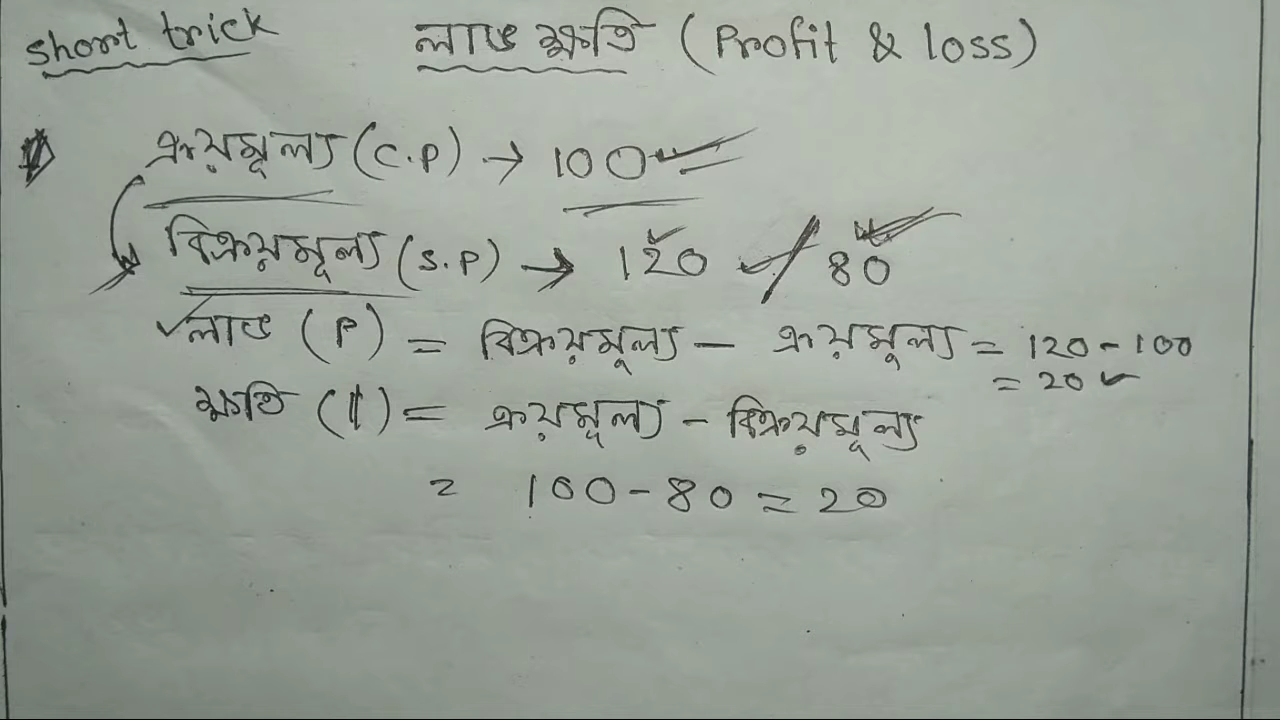 short trick লাভ ক্ষতি (Profit & loss)
ক্রয়মূল্য (C.P) → 100
বিক্রয়মূল্য (S.P) → 120 / 80
লাভ (P) = বিক্রয়মূল্য - ক্রয়মূল্য = 120 - 100
= 20
ক্ষতি (l) = ক্রয়মূল্য - বিক্রয়মূল্য
= 100 - 80 = 20